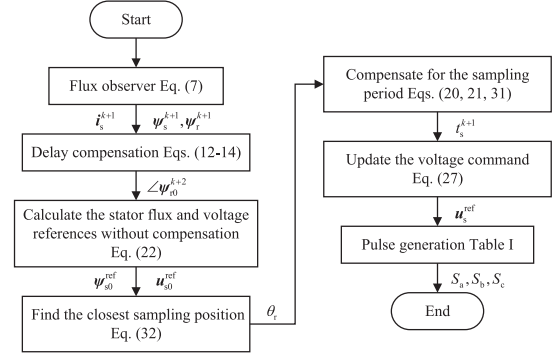 Start
Flux observer Eq. (7)
i_s^{k+1} ψ_s^{k+1}, ψ_r^{k+1}
Delay compensation Eqs. (12-14)
∠ψ_{r0}^{k+2}
Calculate the stator flux and voltage
references without compensation
Eq. (22)
ψ_{s0}^{ref} u_{s0}^{ref}
Find the closest sampling position
Eq. (32)
θ_r
Compensate for the sampling
period Eqs. (20, 21, 31)
t_s^{k+1}
Update the voltage command
Eq. (27)
u_s^{ref}
Pulse generation Table I
S_a, S_b, S_c
End